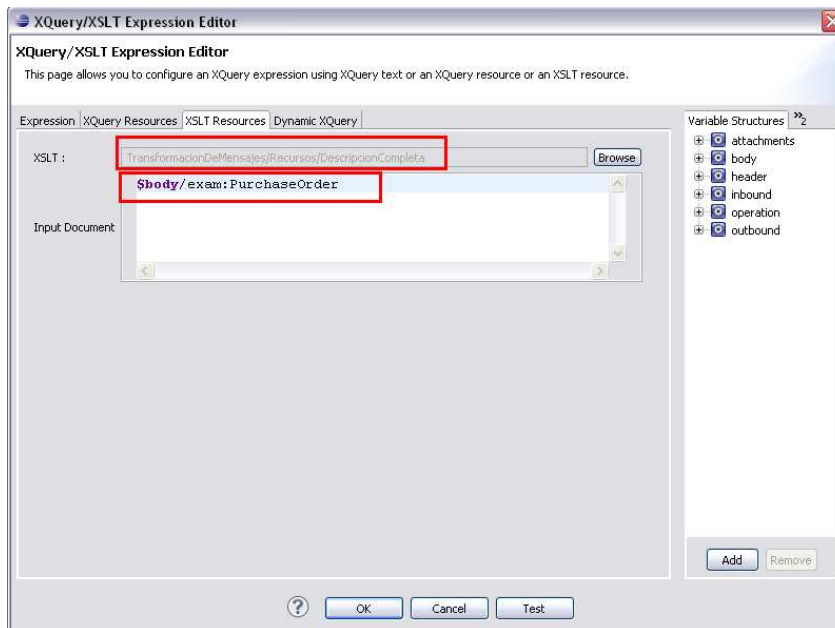 XQuery/XSLT Expression Editor
XQuery/XSLT Expression Editor
This page allows you to configure an XQuery expression using XQuery text or an XQuery resource or an XSLT resource.
Expression XQuery Resources XSLT Resources Dynamic XQuery
Variable Structures »2
XSLT : TransformacionDeMensajes/Recursos/DescripcionCompleta Browse
$body/exam:PurchaseOrder
Input Document
attachments
body
header
inbound
operation
outbound
Add Remove
? OK Cancel Test